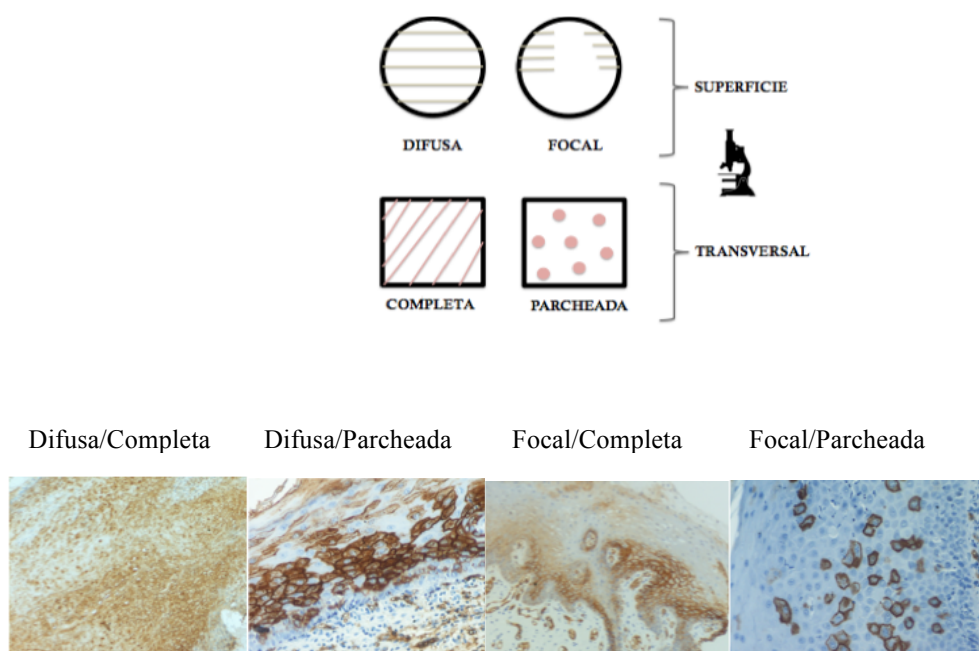 SUPERFICIE
DIFUSA FOCAL
TRANSVERSAL
COMPLETA PARCHEADA
Difusa/Completa Difusa/Parcheada Focal/Completa Focal/Parcheada